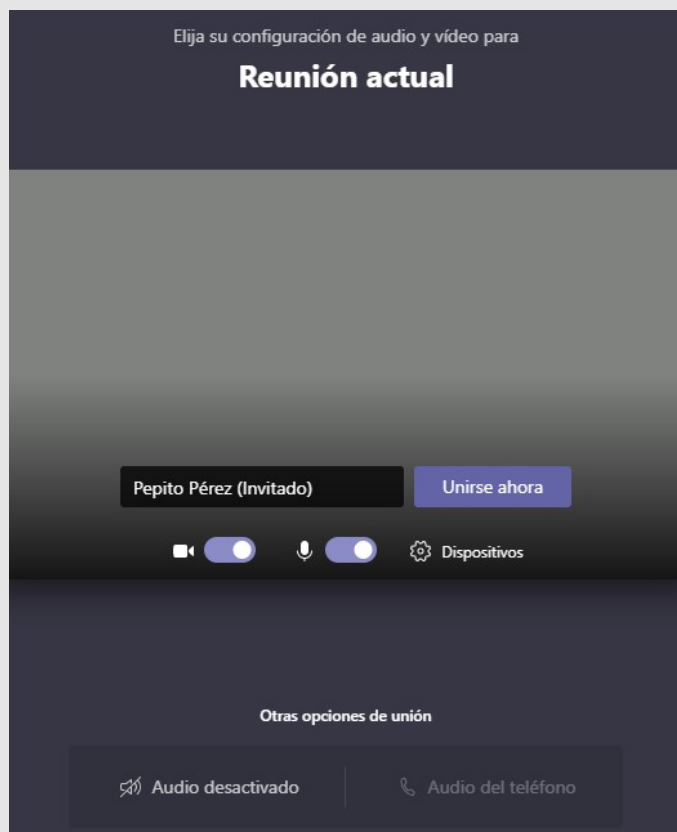 Elija su configuración de audio y vídeo para
Reunión actual
Pepito Pérez (Invitado)
Unirse ahora
Dispositivos
Otras opciones de unión
Audio desactivado
Audio del teléfono